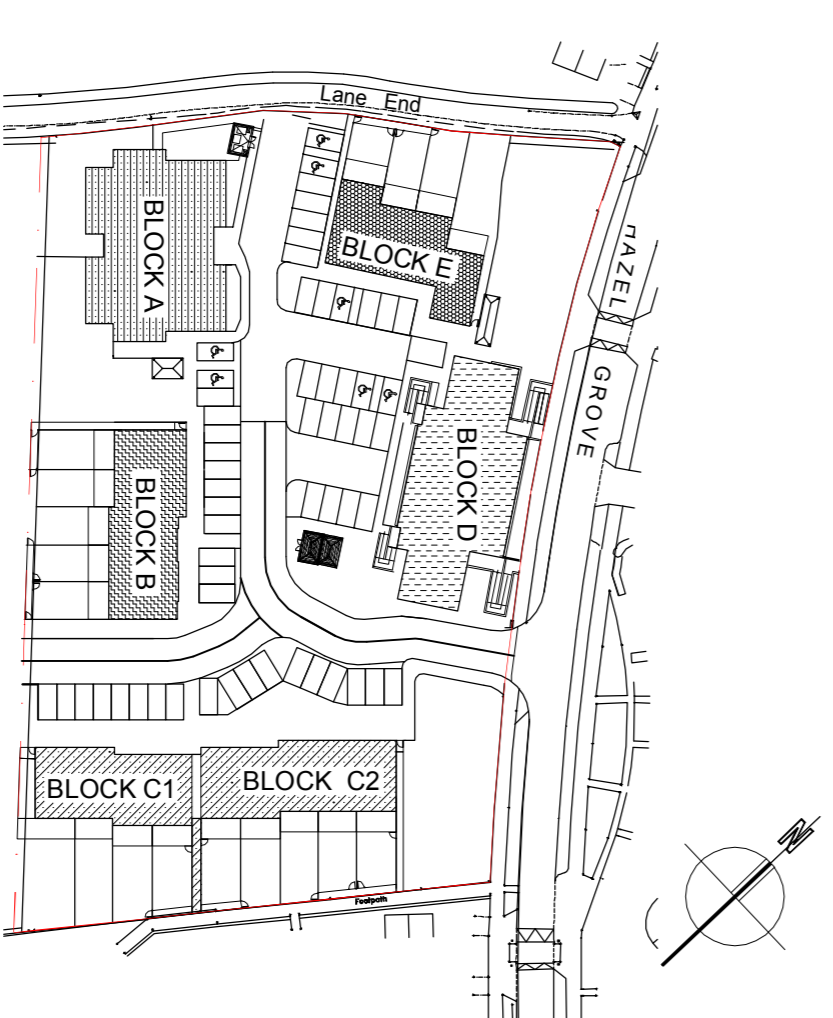 Lane End
BLOCK A
BLOCK E
HAZEL GROVE
BLOCK D
BLOCK B
BLOCK C1
BLOCK C2
Footpath
N